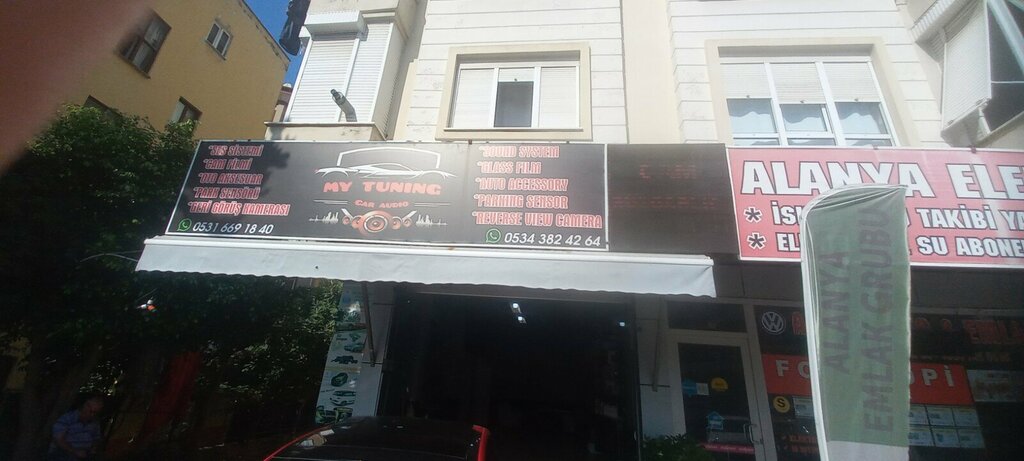 *SES SİSTEMİ
*CAM FİLMİ
*OTO AKSESUAR
*PARK SENSÖRÜ
*GERİ GÖRÜŞ KAMERASI
0531 669 18 40
MY TUNING
CAR AUDIO
*SOUND SYSTEM
*GLASS FILM
*AUTO ACCESSORY
*PARKING SENSOR
*REVERSE VIEW CAMERA
0534 382 42 64
ALANYA ELE
TAKİBİ YA
SU ABONE
ALANYA
EMLAK GRUBU